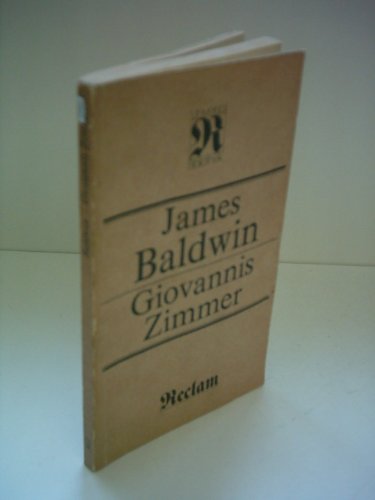 R
James
Baldwin
Giovannis
Zimmer
Reclam